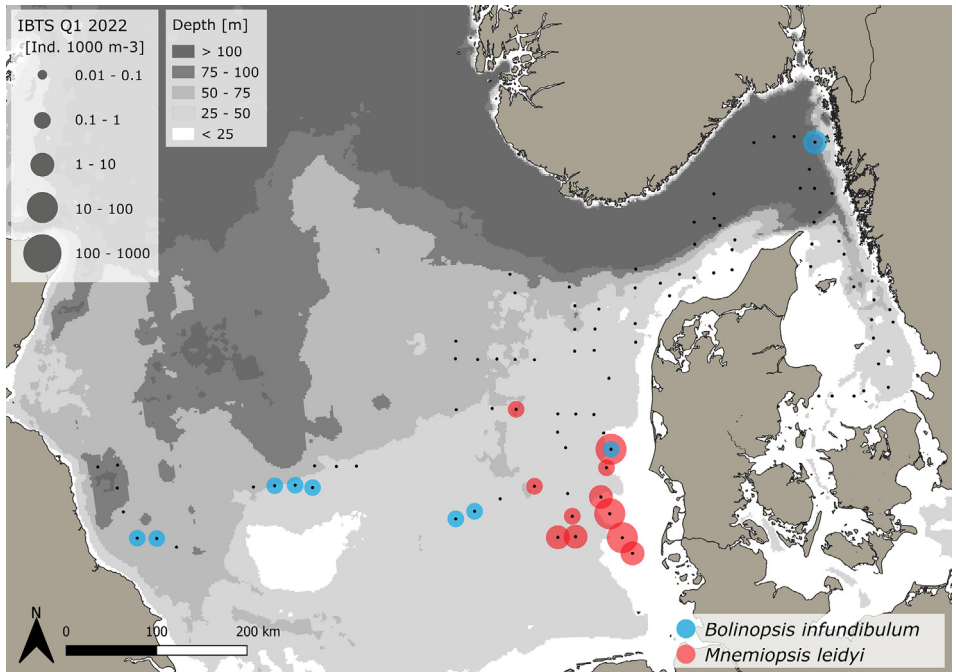 IBTS Q1 2022
[Ind. 1000 m-3]
0.01 - 0.1
0.1 - 1
1 - 10
10 - 100
100 - 1000
Depth [m]
> 100
75 - 100
50 - 75
25 - 50
< 25
N
0 100 200 km
Bolinopsis infundibulum
Mnemiopsis leidyi